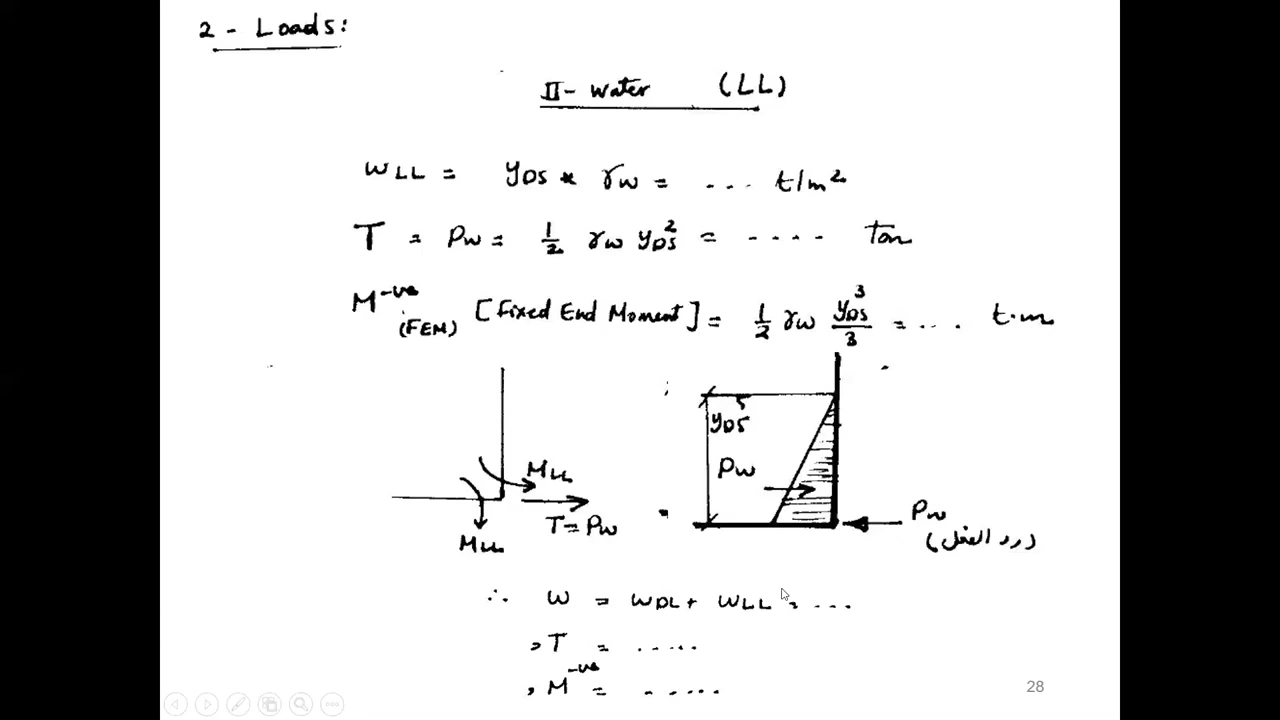 2 - Loads:
II- water (LL)
wLL = yDS * γw = .... t/m²
T = Pw = 1/2 γw yDS² = ..... ton
M-ve (FEM) [Fixed End Moment] = 1/2 γw yDS³/3 = .... t.m
yDS
MLL
Pw
T = Pw
MLL
Pw
(رد الفعل)
∴ w = wDL + wLL = ....
, T = .....
, M-ve = ......
28